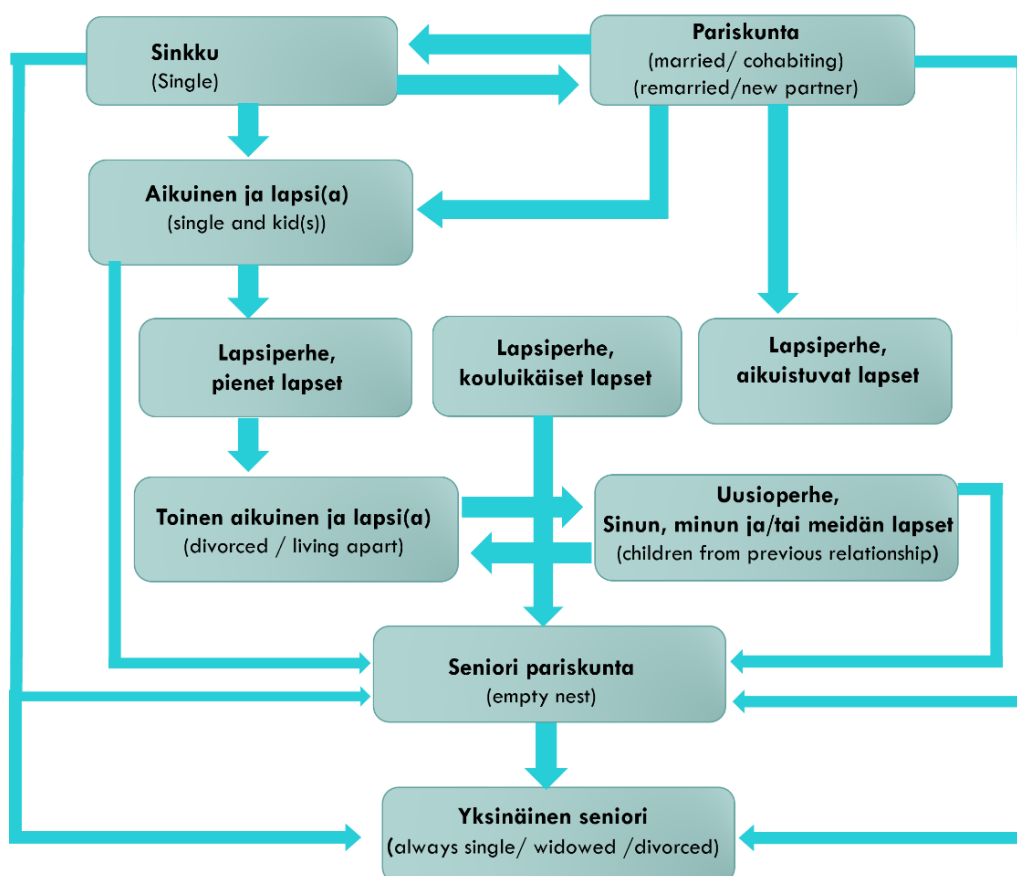 Sinkku
(Single)
Pariskunta
(married/ cohabiting)
(remarried/new partner)
Aikuinen ja lapsi(a)
(single and kid(s))
Lapsiperhe,
pienet lapset
Lapsiperhe,
kouluikäiset lapset
Lapsiperhe,
aikuistuvat lapset
Toinen aikuinen ja lapsi(a)
(divorced / living apart)
Uusioperhe,
Sinun, minun ja/tai meidän lapset
(children from previous relationship)
Seniori pariskunta
(empty nest)
Yksinäinen seniori
(always single/ widowed /divorced)